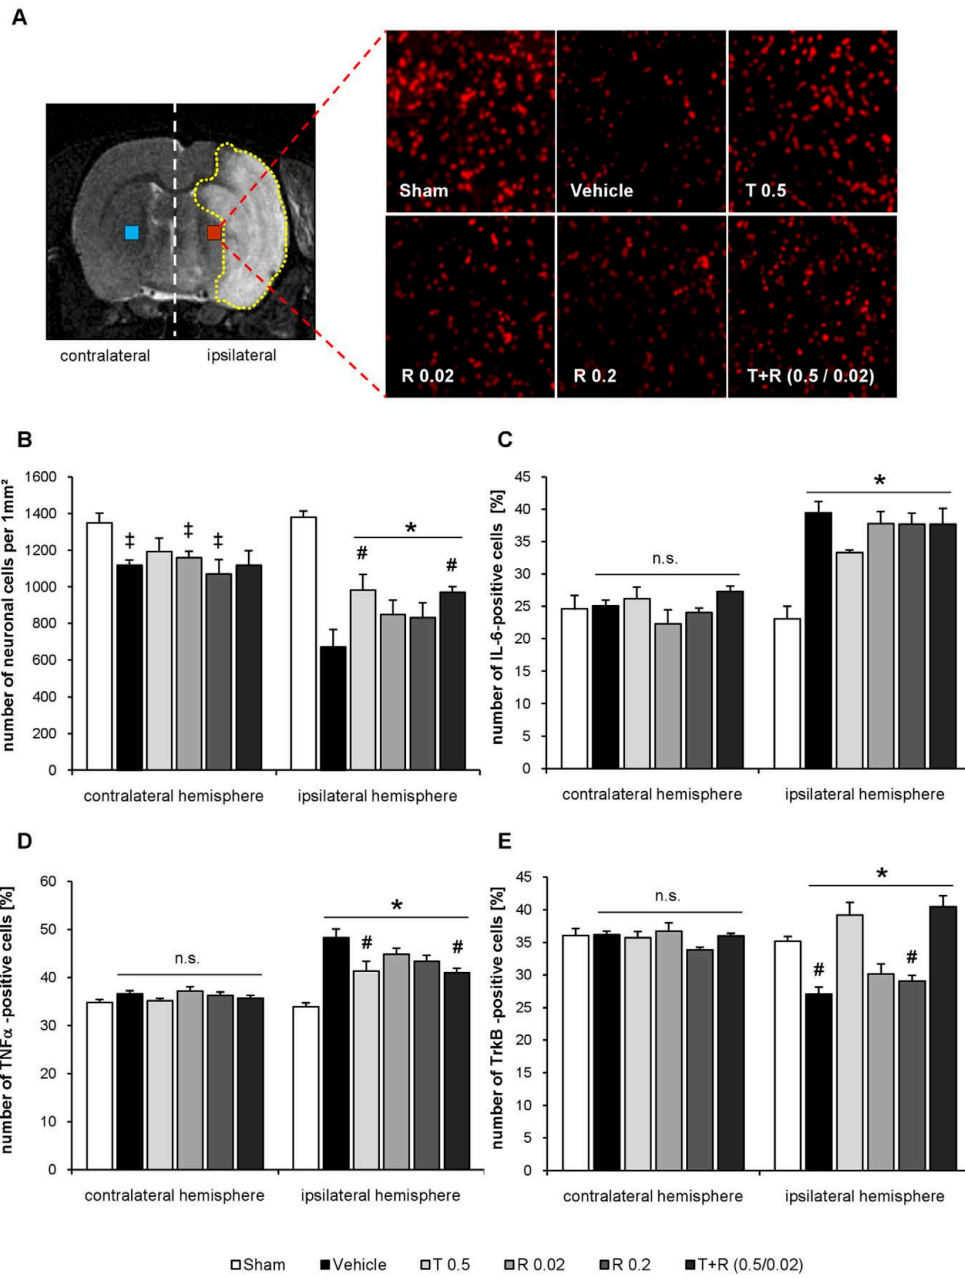 A
Sham
Vehicle
T 0.5
R 0.02
R 0.2
T+R (0.5 / 0.02)
contralateral
ipsilateral
B
number of neuronal cells per 1mm²
1600
1400
1200
1000
800
600
400
200
0
‡
‡
‡
#
*
#
contralateral hemisphere
ipsilateral hemisphere
C
number of IL-6-positive cells [%]
45
40
35
30
25
20
15
10
5
0
n.s.
*
contralateral hemisphere
ipsilateral hemisphere
D
number of TNFα -positive cells [%]
60
50
40
30
20
10
0
n.s.
*
#
#
contralateral hemisphere
ipsilateral hemisphere
E
number of TrkB -positive cells [%]
45
40
35
30
25
20
15
10
5
0
n.s.
*
#
#
contralateral hemisphere
ipsilateral hemisphere
Sham Vehicle T 0.5 R 0.02 R 0.2 T+R (0.5/0.02)